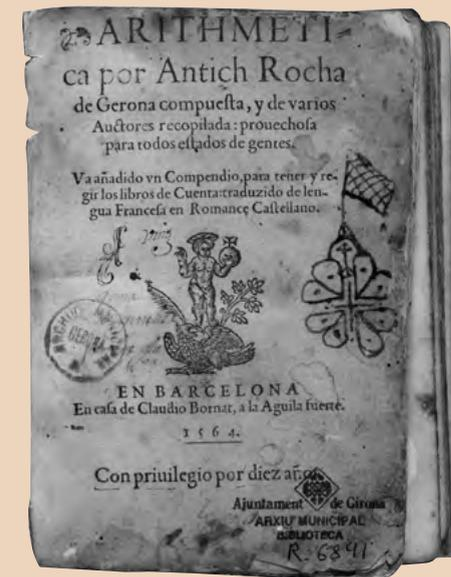 ARITHMETI-
ca por Antich Rocha
de Gerona compuesta, y de varios
Auctores recopilada: prouechosa
para todos estados de gentes.
Va añadido vn Compendio, para tener y re-
gir los libros de Cuenta: traduzido de len-
gua Francesa en Romance Castellano.
GERONA
EN BARCELONA
En casa de Claudio Bornat, a la Aguila fuerte.
1564.
Con priuilegio por diez años.
Ajuntament de Girona
ARXIU MUNICIPAL
BIBLIOTECA
R. 6841